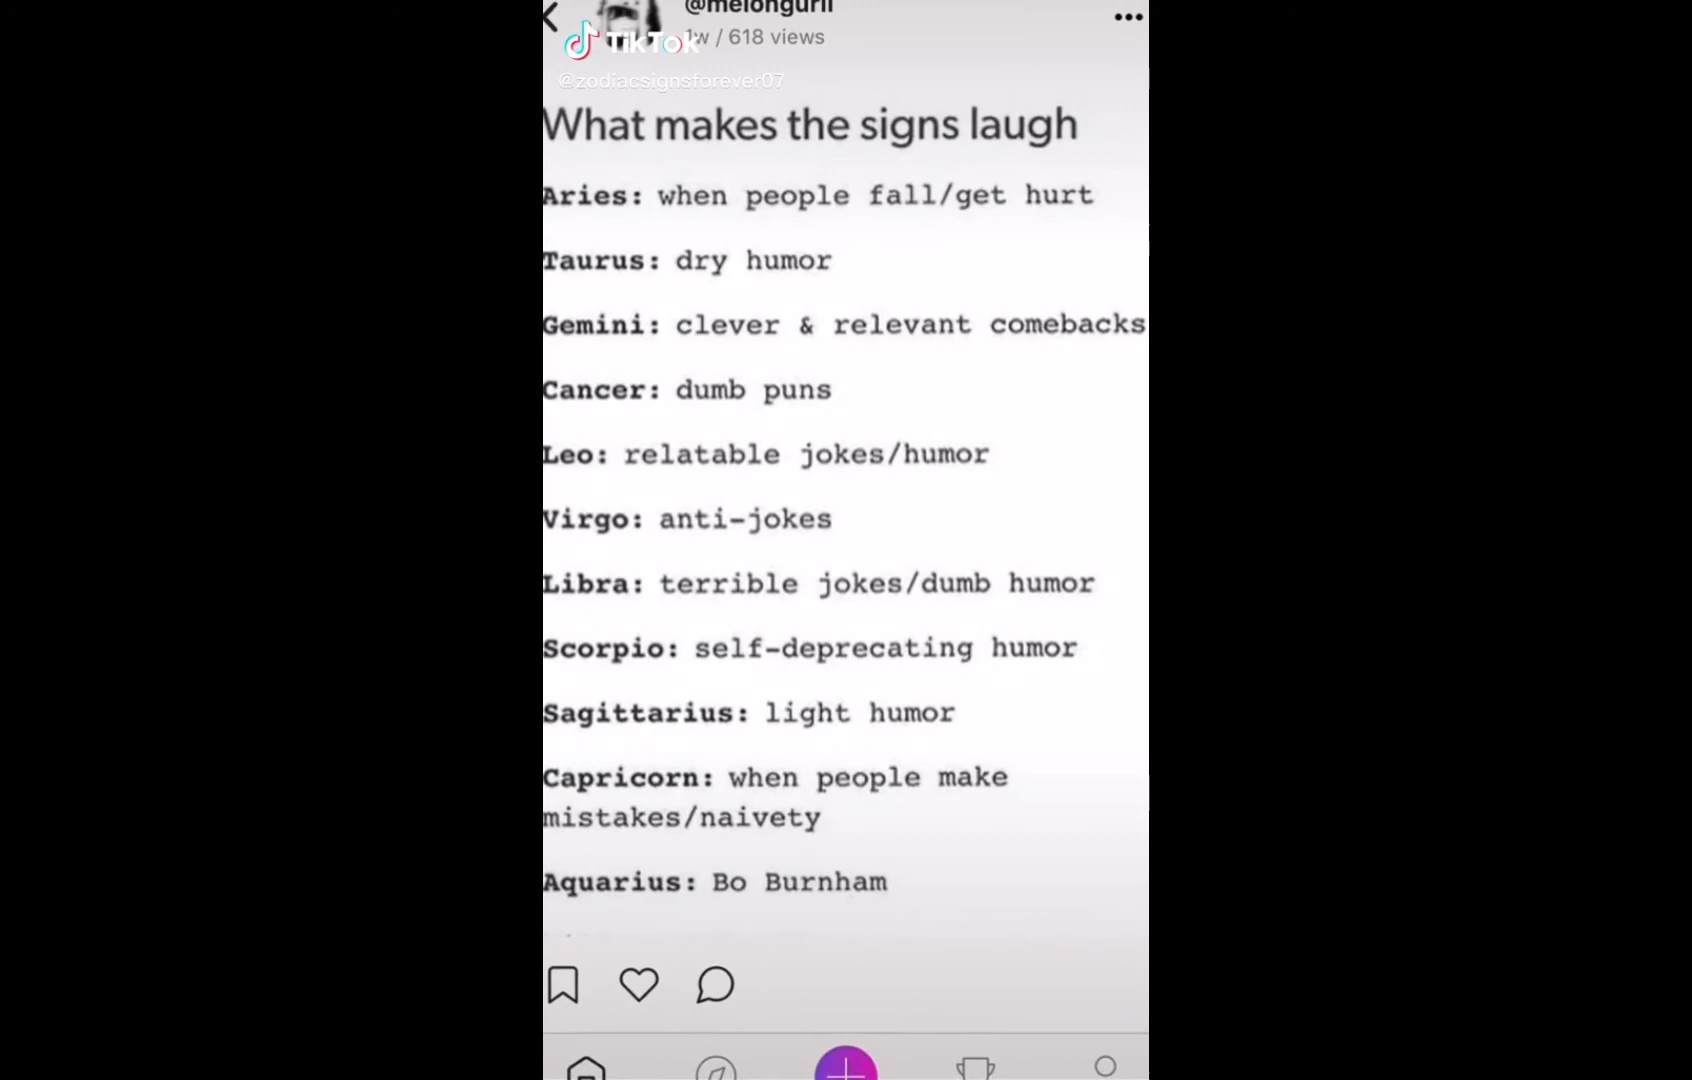 @melongurll
1w / 618 views
TikTok
@zodiacsignsforever07
What makes the signs laugh
Aries: when people fall/get hurt
Taurus: dry humor
Gemini: clever & relevant comebacks
Cancer: dumb puns
Leo: relatable jokes/humor
Virgo: anti-jokes
Libra: terrible jokes/dumb humor
Scorpio: self-deprecating humor
Sagittarius: light humor
Capricorn: when people make
mistakes/naivety
Aquarius: Bo Burnham